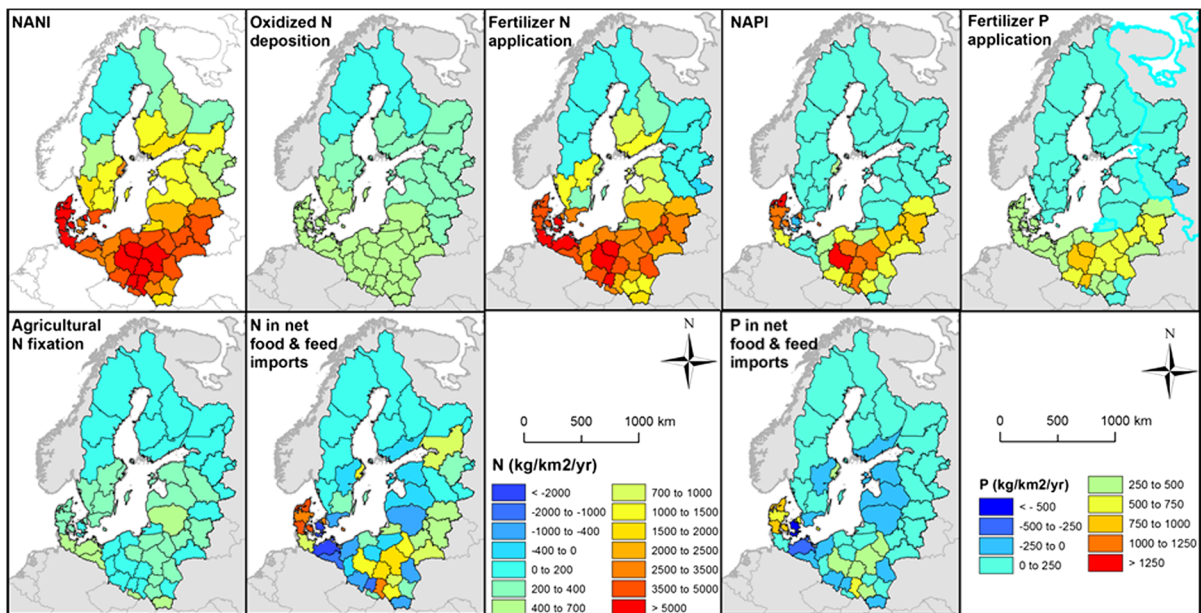 NANI
Oxidized N
deposition
Fertilizer N
application
NAPI
Fertilizer P
application
Agricultural
N fixation
N in net
food & feed
imports
N
0 500 1000 km
N (kg/km2/yr)
< -2000
-2000 to -1000
-1000 to -400
-400 to 0
0 to 200
200 to 400
400 to 700
700 to 1000
1000 to 1500
1500 to 2000
2000 to 2500
2500 to 3500
3500 to 5000
> 5000
P in net
food & feed
imports
N
0 500 1000 km
P (kg/km2/yr)
< - 500
-500 to -250
-250 to 0
0 to 250
250 to 500
500 to 750
750 to 1000
1000 to 1250
> 1250